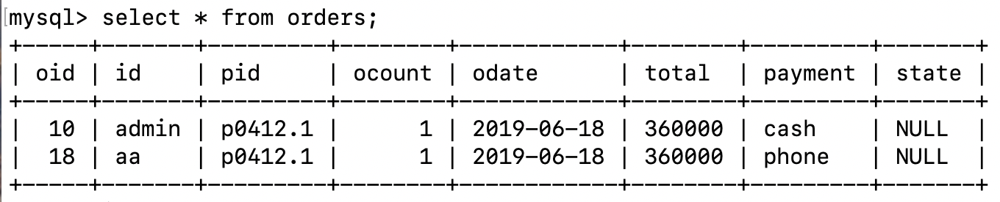 mysql> select * from orders;
+-----+-------+---------+--------+------------+--------+---------+-------+
| oid | id    | pid     | ocount | odate      | total  | payment | state |
+-----+-------+---------+--------+------------+--------+---------+-------+
|  10 | admin | p0412.1 |      1 | 2019-06-18 | 360000 | cash    | NULL  |
|  18 | aa    | p0412.1 |      1 | 2019-06-18 | 360000 | phone   | NULL  |
+-----+-------+---------+--------+------------+--------+---------+-------+